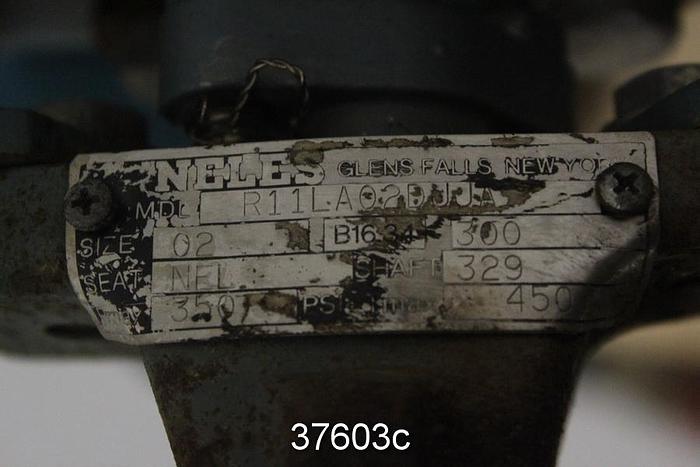 NELES GLENS FALLS, NEW YOR
MDL R11LA02DJJA
SIZE 02 B16.34 300
SEAT NEL SHAFT 329
350 PSI 450
37603c